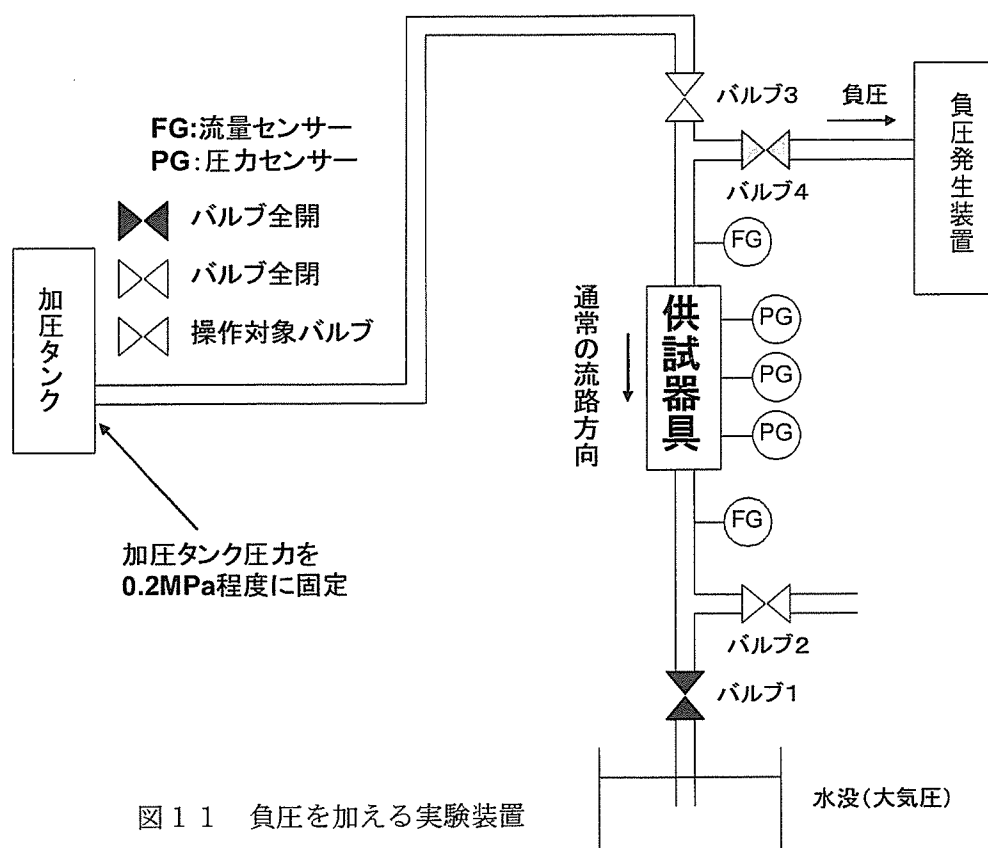 バルブ3
負圧
負圧発生装置
FG:流量センサー
PG:圧力センサー
バルブ4
バルブ全開
FG
バルブ全閉
加圧タンク
通常の流路方向
供試器具
PG
操作対象バルブ
PG
PG
FG
加圧タンク圧力を
0.2MPa程度に固定
バルブ2
バルブ1
水没(大気圧)
図11 負圧を加える実験装置